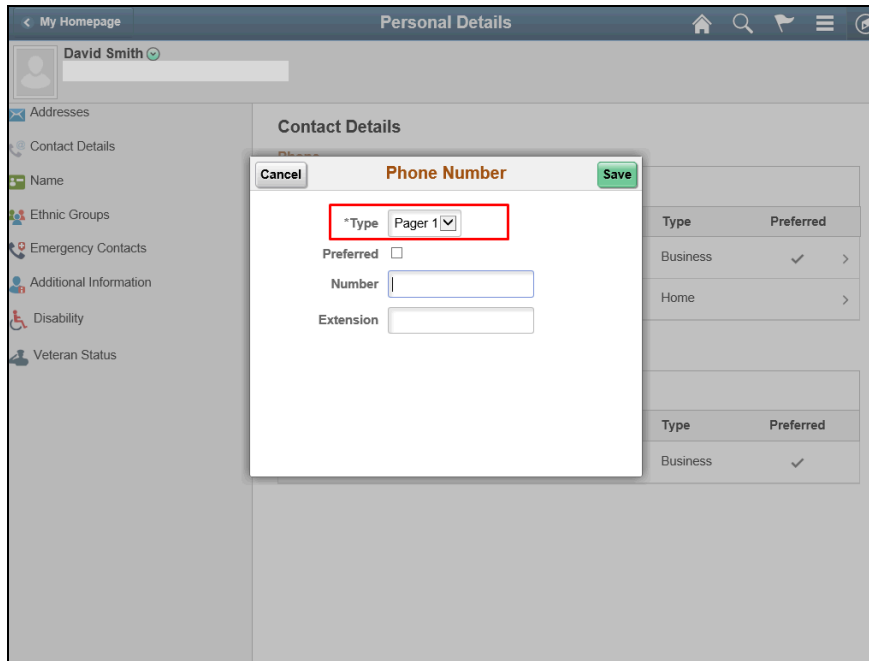 My Homepage
Personal Details
David Smith
Addresses
Contact Details
Name
Ethnic Groups
Emergency Contacts
Additional Information
Disability
Veteran Status
Contact Details
Phone
Cancel
Phone Number
Save
*Type Pager 1
Preferred
Number
Extension
Type Preferred
Business
Home
Type Preferred
Business